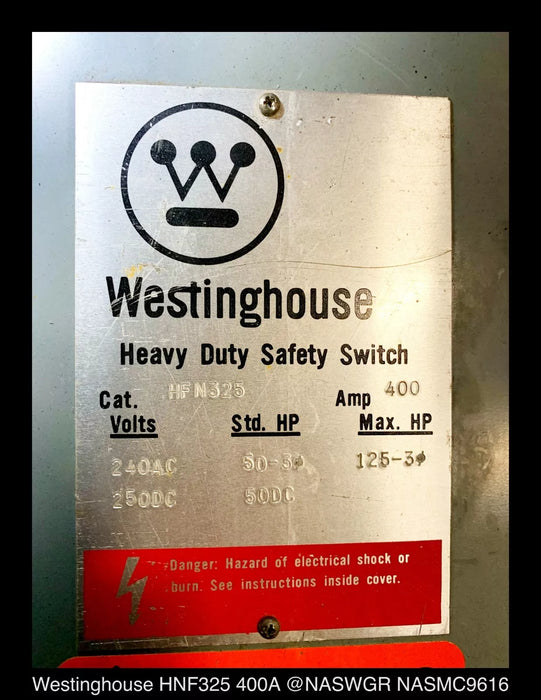 Westinghouse
Heavy Duty Safety Switch
Cat. HFN325 Amp 400
Volts Std. HP Max. HP
240AC 50-3ϕ 125-3ϕ
250DC 50DC
Danger: Hazard of electrical shock or
burn. See instructions inside cover.
Westinghouse HNF325 400A @NASWGR NASMC9616